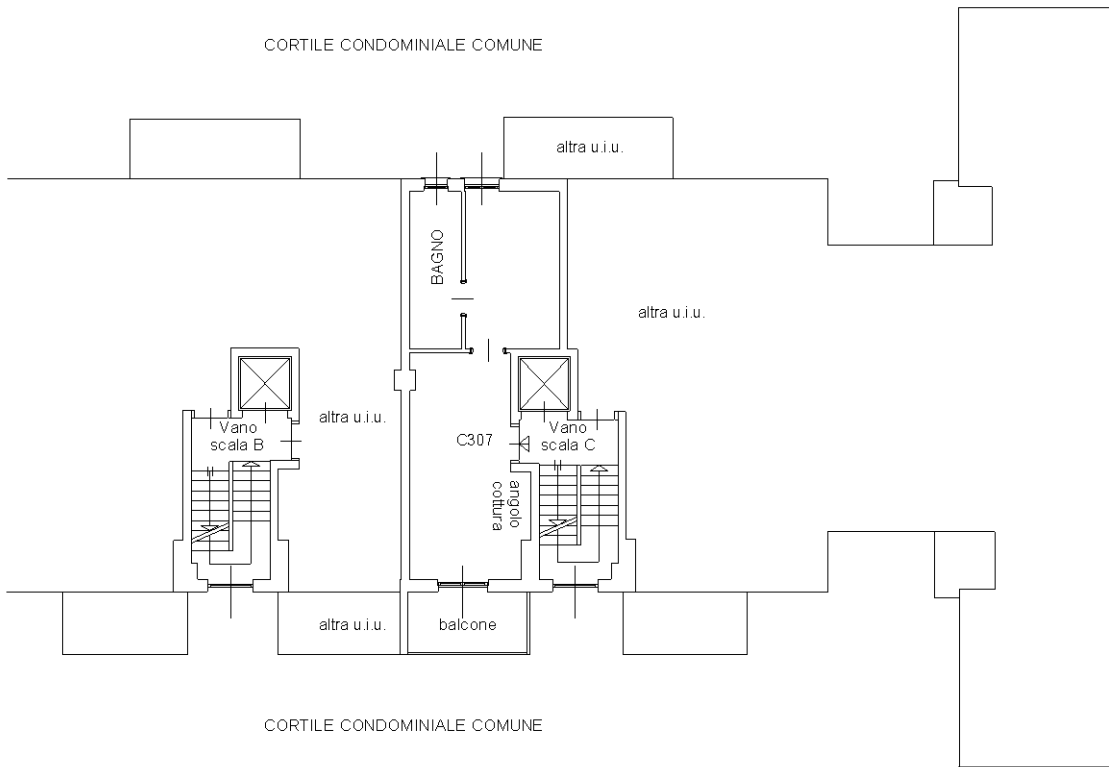 CORTILE CONDOMINIALE COMUNE
altra u.i.u.
BAGNO
altra u.i.u.
altra u.i.u.
Vano
scala B
C307
Vano
scala C
angolo
cottura
altra u.i.u.
balcone
CORTILE CONDOMINIALE COMUNE